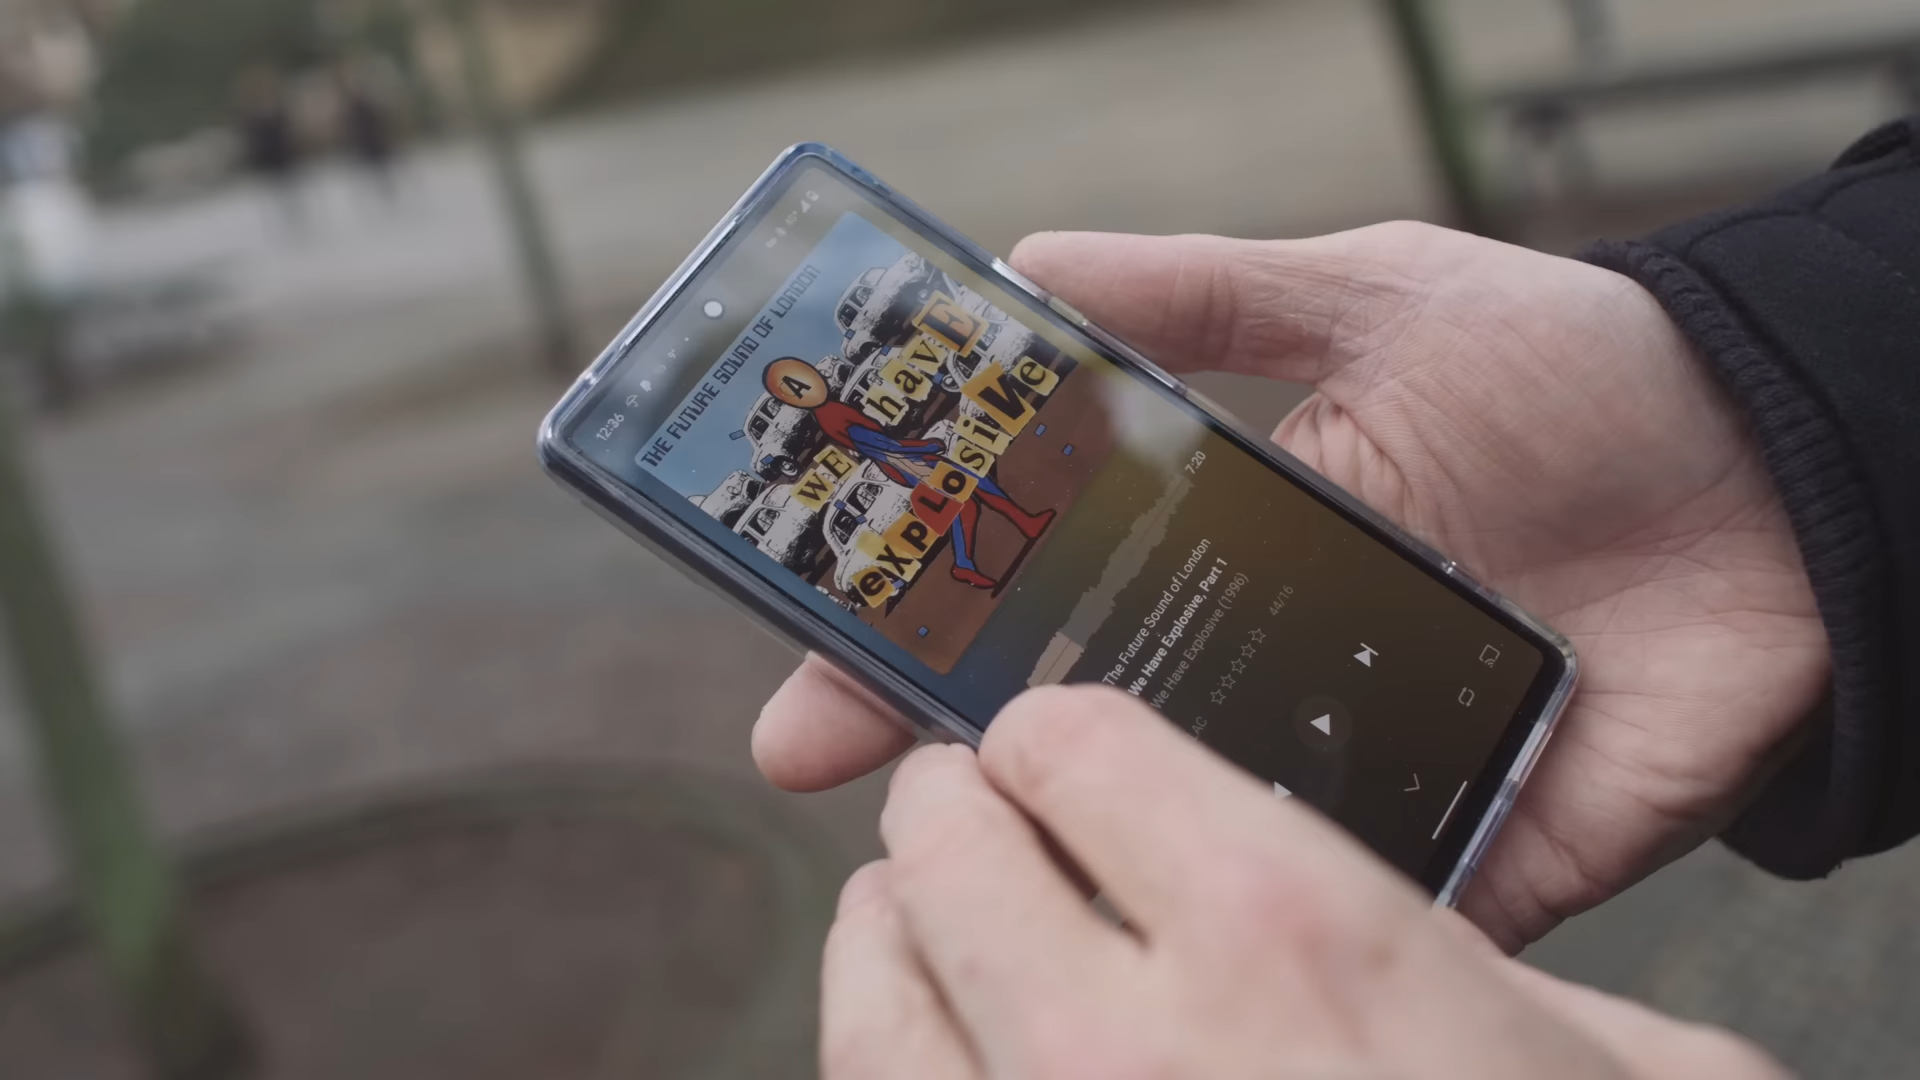 12:36
THE FUTURE SOUND OF LONDON
A
WE have
EXPLOSIVE
7:20
The Future Sound of London
We Have Explosive, Part 1
We Have Explosive (1996)
LAC
44/16